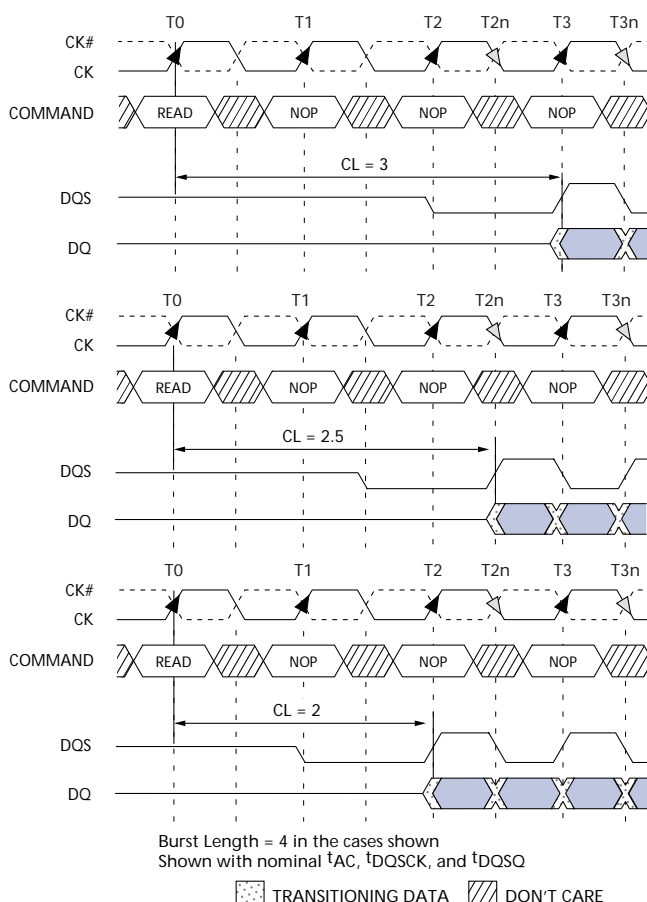 T0 T1 T2 T2n T3 T3n
CK#
CK
COMMAND READ NOP NOP NOP
CL = 3
DQS
DQ
T0 T1 T2 T2n T3 T3n
CK#
CK
COMMAND READ NOP NOP NOP
CL = 2.5
DQS
DQ
T0 T1 T2 T2n T3 T3n
CK#
CK
COMMAND READ NOP NOP NOP
CL = 2
DQS
DQ
Burst Length = 4 in the cases shown
Shown with nominal tAC, tDQSCK, and tDQSQ
TRANSITIONING DATA DON'T CARE